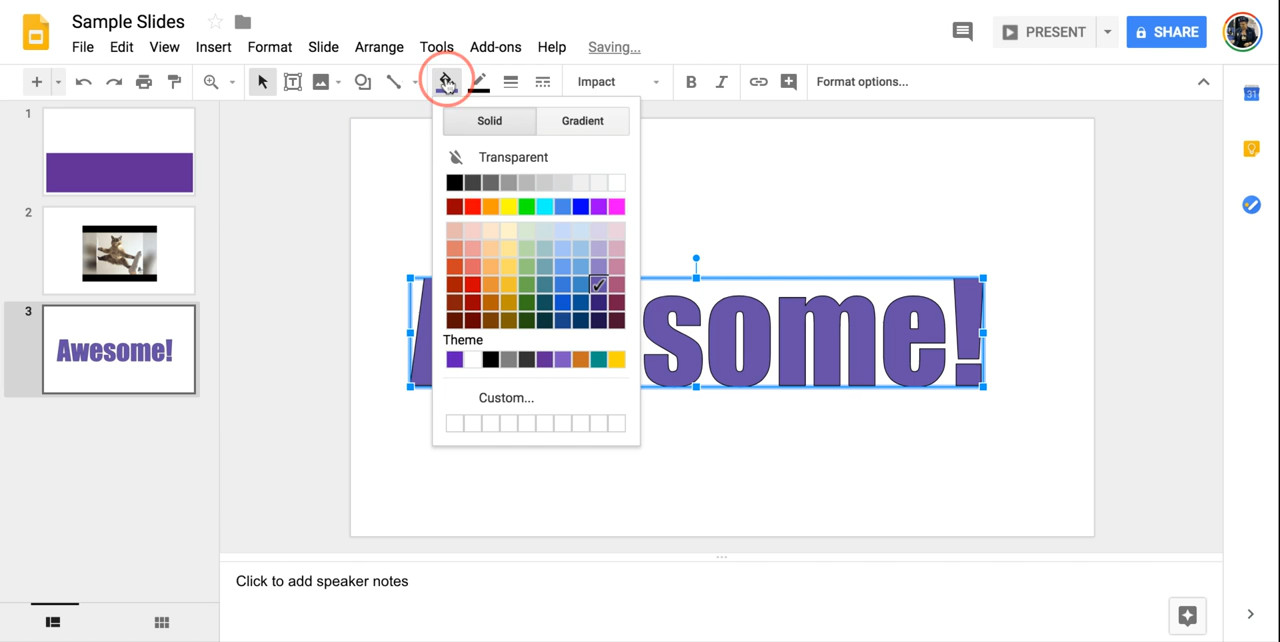 Sample Slides
File Edit View Insert Format Slide Arrange Tools Add-ons Help Saving...
PRESENT
SHARE
Impact
B I
Format options...
31
Solid Gradient
Transparent
Theme
Custom...
1
2
3
Awesome!
some!
Click to add speaker notes